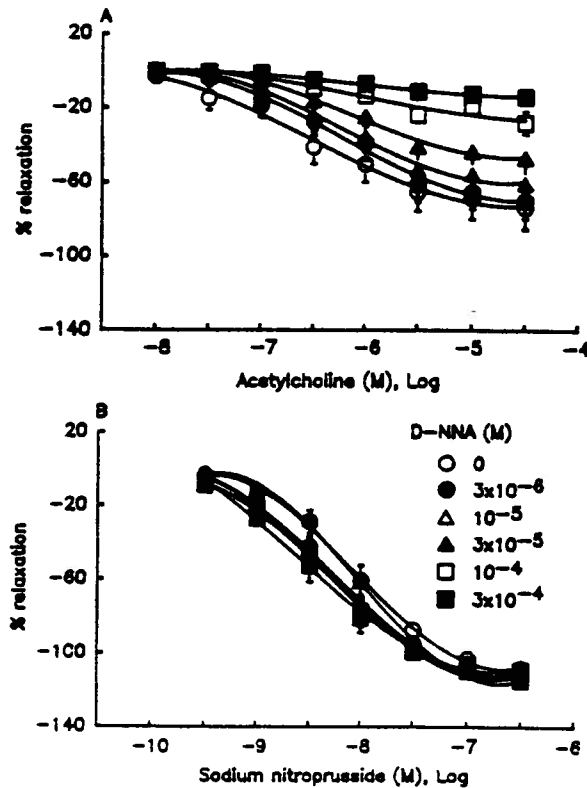 A
20
-20
-60
-100
-140
% relaxation
-8 -7 -6 -5 -4
Acetylcholine (M), Log
B
20
-20
-60
-100
-140
% relaxation
D-NNA (M)
0
3x10⁻⁶
10⁻⁵
3x10⁻⁵
10⁻⁴
3x10⁻⁴
-10 -9 -8 -7 -6
Sodium nitroprusside (M), Log